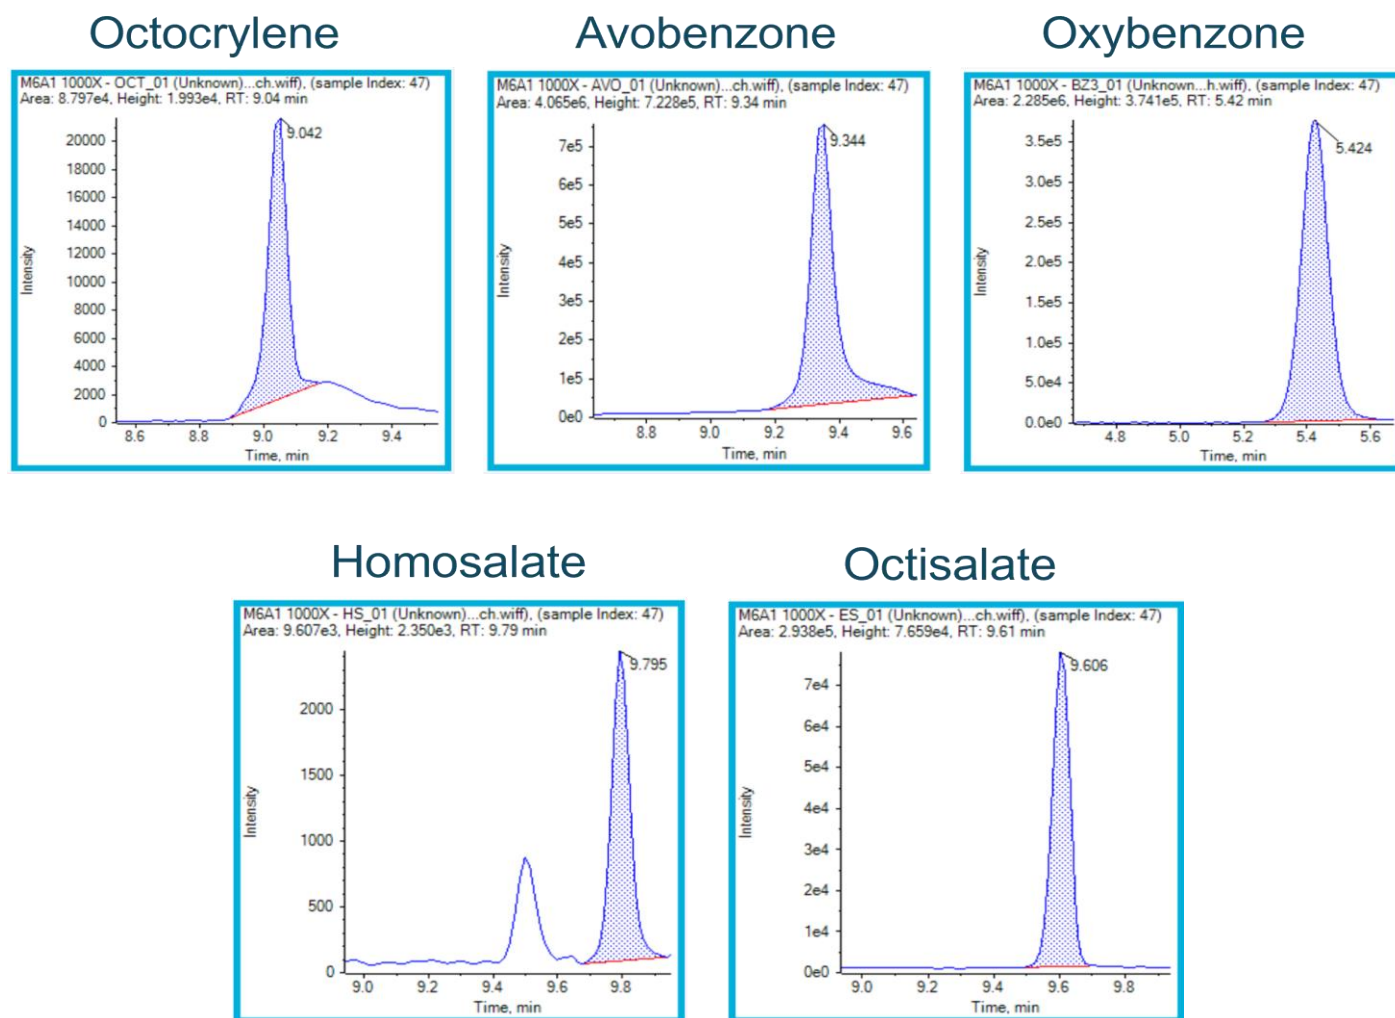 Octocrylene
M6A1 1000X - OCT_01 (Unknown)...ch.wiff), (sample Index: 47)
Area: 8.797e4, Height: 1.993e4, RT: 9.04 min
9.042
20000
18000
16000
14000
12000
10000
8000
6000
4000
2000
0
Intensity
8.6 9.0 9.2 9.4
Time, min
Avobenzone
M6A1 1000X - AVO_01 (Unknown)...ch.wiff), (sample Index: 47)
Area: 4.065e6, Height: 7.228e5, RT: 9.34 min
9.344
7e5
6e5
5e5
4e5
3e5
2e5
1e5
0e0
Intensity
8.8 9.0 9.2 9.4 9.6
Time, min
Oxybenzone
M6A1 1000X - BZ3_01 (Unknown...h.wiff), (sample Index: 47)
Area: 2.285e6, Height: 3.741e5, RT: 5.42 min
5.424
3.5e5
3.0e5
2.5e5
2.0e5
1.5e5
1.0e5
5.0e4
0.0e0
Intensity
4.8 5.0 5.2 5.4 5.6
Time, min
Homosalate
M6A1 1000X - HS_01 (Unknown)...ch.wiff), (sample Index: 47)
Area: 9.607e3, Height: 2.350e3, RT: 9.79 min
9.795
2000
1500
1000
500
0
Intensity
9.0 9.2 9.4 9.6 9.8
Time, min
Octisalate
M6A1 1000X - ES_01 (Unknown)...ch.wiff), (sample Index: 47)
Area: 2.938e5, Height: 7.659e4, RT: 9.61 min
9.606
7e4
6e4
5e4
4e4
3e4
2e4
1e4
0e0
Intensity
9.0 9.2 9.4 9.6 9.8
Time, min